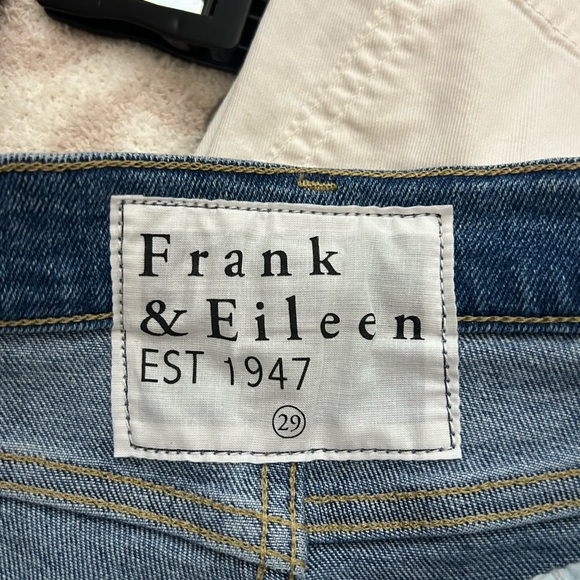 Frank
& Eileen
EST 1947
29